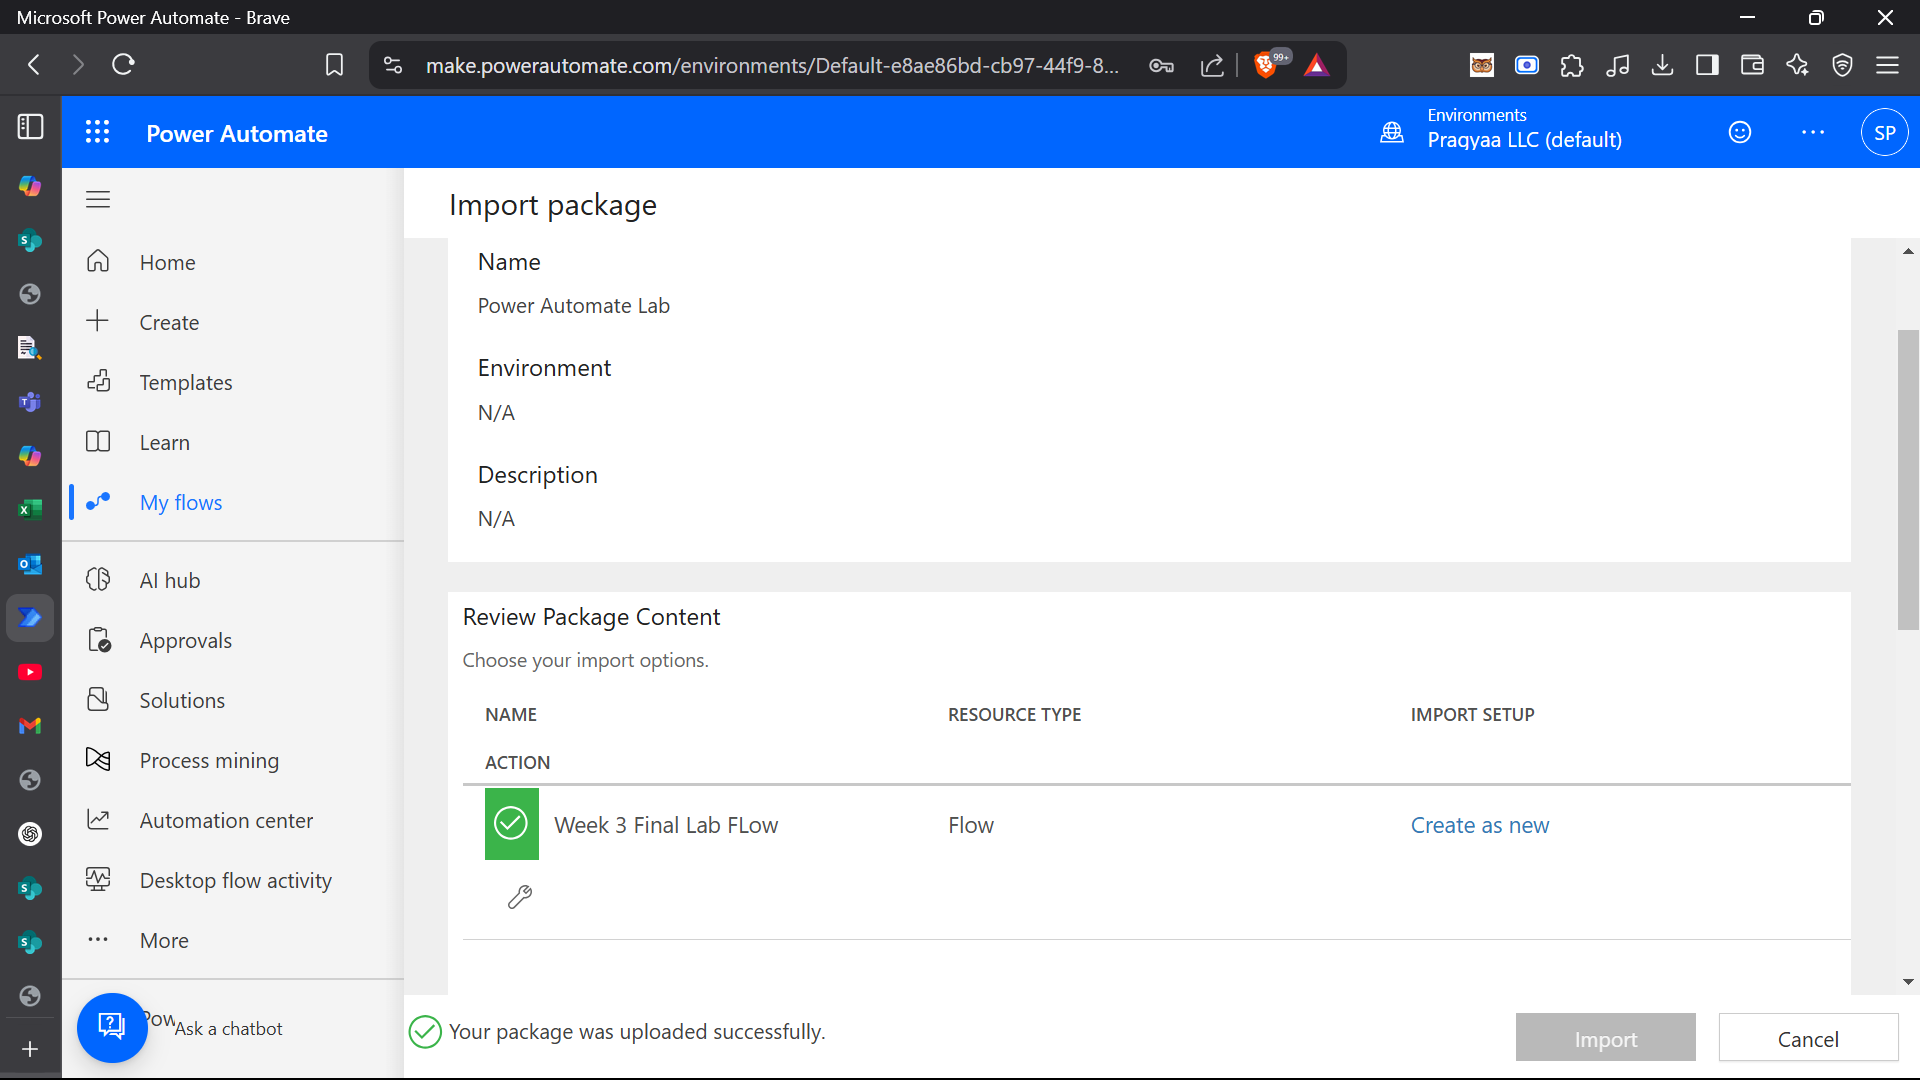 Microsoft Power Automate - Brave
make.powerautomate.com/environments/Default-e8ae86bd-cb97-44f9-8...
99+
Power Automate
Environments
Pragyaa LLC (default)
SP
Home
Create
Templates
Learn
My flows
AI hub
Approvals
Solutions
Process mining
Automation center
Desktop flow activity
More
Pow
Ask a chatbot
Import package
Name
Power Automate Lab
Environment
N/A
Description
N/A
Review Package Content
Choose your import options.
NAME RESOURCE TYPE IMPORT SETUP
ACTION
Week 3 Final Lab FLow Flow Create as new
Your package was uploaded successfully.
Import Cancel